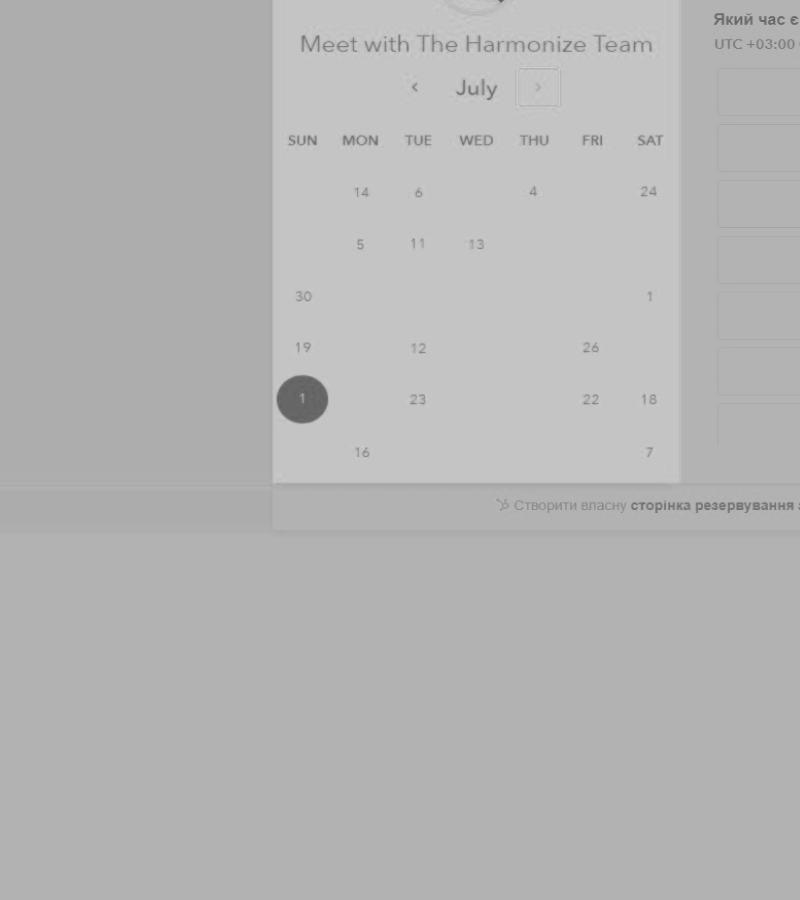 Meet with The Harmonize Team
‹ July ›
SUN MON TUE WED THU FRI SAT
14 6 4 24
5 11 13
30 1
19 12 26
1 23 22 18
16 7
Який час є
UTC +03:00
Створити власну сторінка резервування